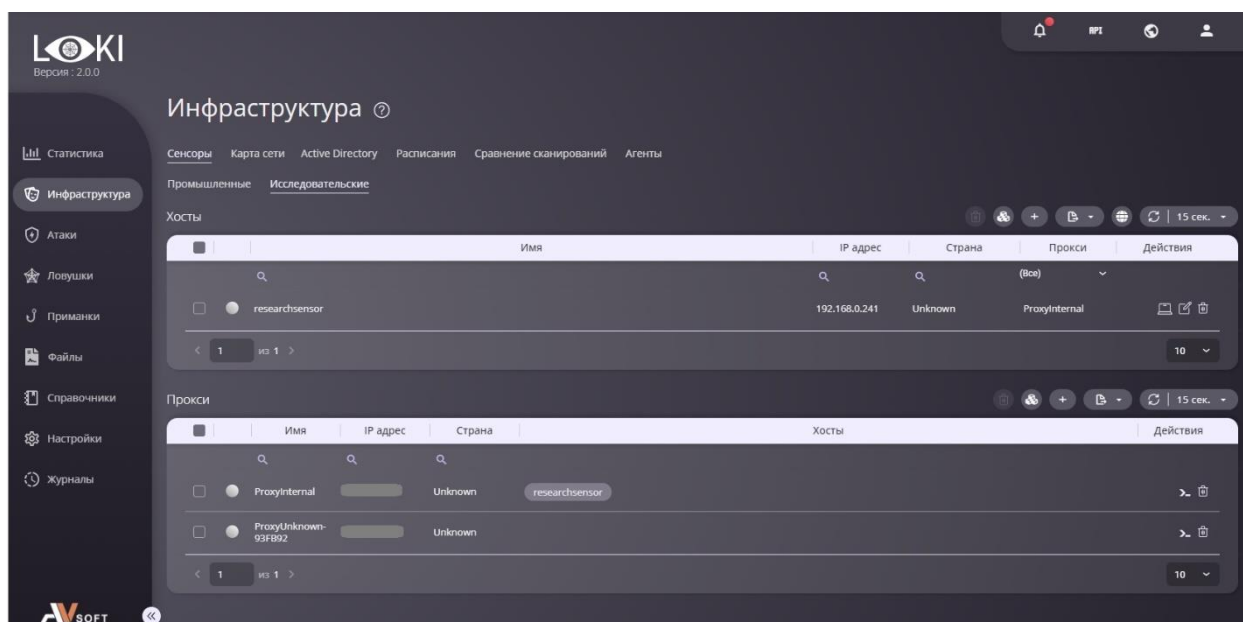 LOKI
Версия : 2.0.0
API
Инфраструктура
Статистика
Инфраструктура
Атаки
Ловушки
Приманки
Файлы
Справочники
Настройки
Журналы
AVSOFT
Сенсоры Карта сети Active Directory Расписания Сравнение сканирований Агенты
Промышленные Исследовательские
Хосты
15 сек.
Имя IP адрес Страна Прокси Действия
(Все)
researchsensor 192.168.0.241 Unknown ProxyInternal
1 из 1
10
Прокси
15 сек.
Имя IP адрес Страна Хосты Действия
ProxyInternal Unknown researchsensor
ProxyUnknown-
93FB92 Unknown
1 из 1
10